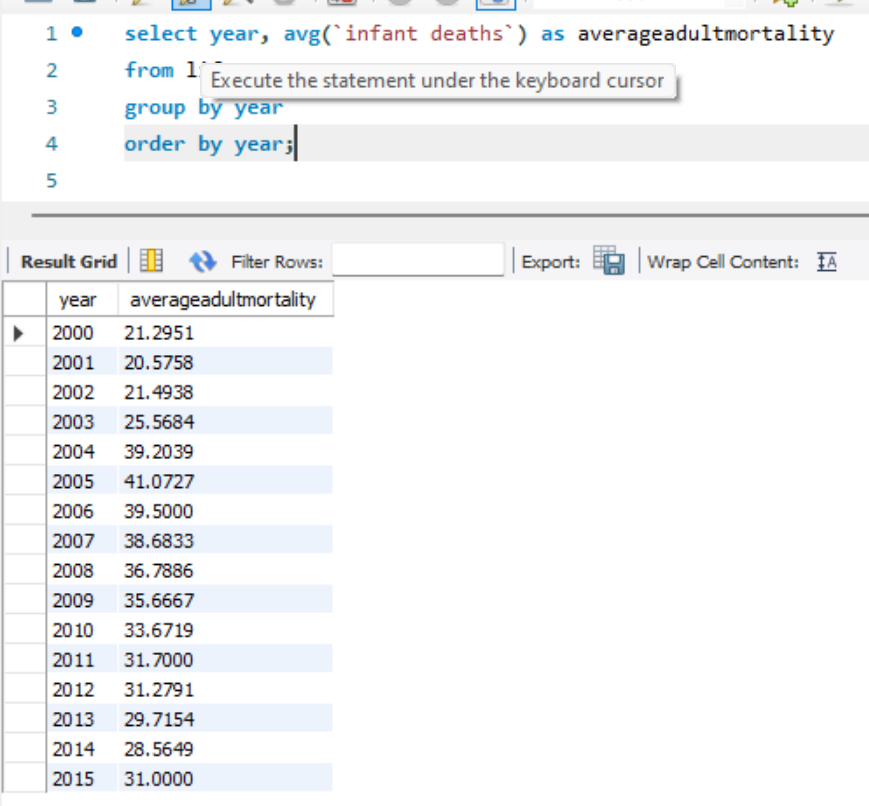 1 select year, avg(`infant deaths`) as averageadultmortality
2 from
Execute the statement under the keyboard cursor
3 group by year
4 order by year;
5
Result Grid Filter Rows: Export: Wrap Cell Content: IA
year averageadultmortality
2000 21.2951
2001 20.5758
2002 21.4938
2003 25.5684
2004 39.2039
2005 41.0727
2006 39.5000
2007 38.6833
2008 36.7886
2009 35.6667
2010 33.6719
2011 31.7000
2012 31.2791
2013 29.7154
2014 28.5649
2015 31.0000